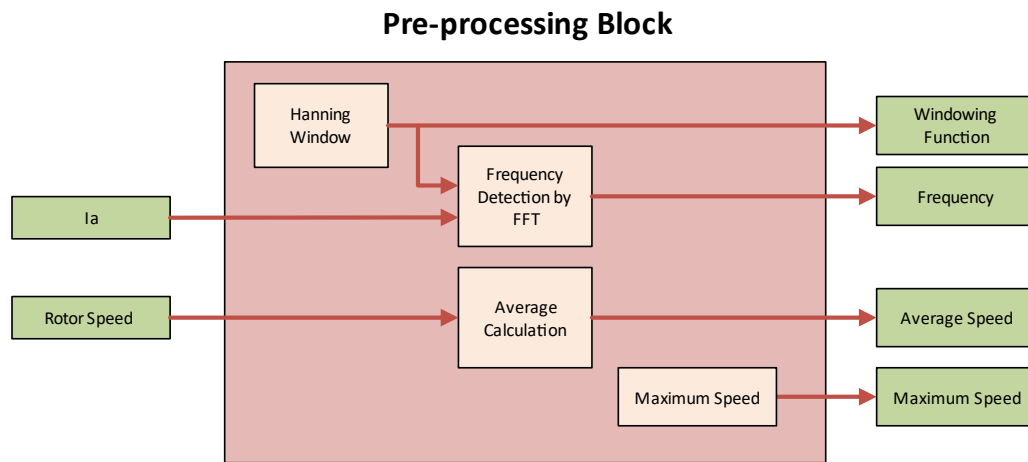 Pre-processing Block
Hanning
Window
Windowing
Function
Frequency
Detection by
FFT
Frequency
Ia
Rotor Speed
Average
Calculation
Average Speed
Maximum Speed
Maximum Speed